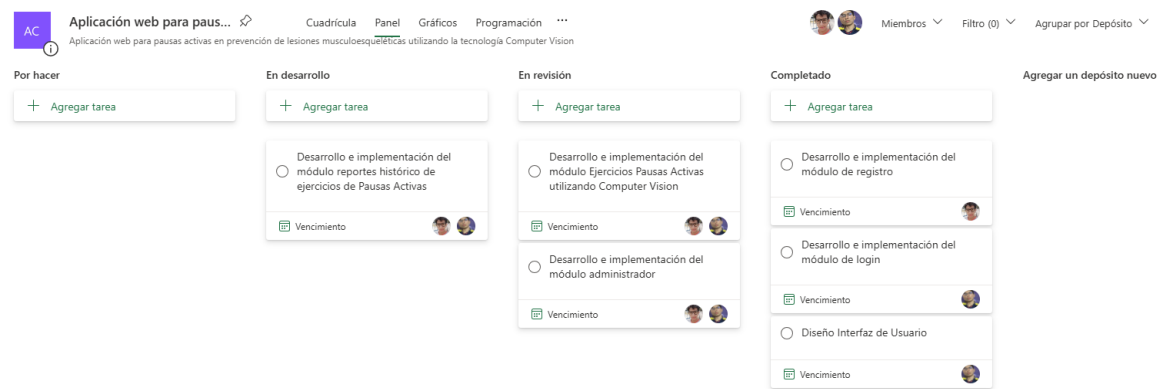 AC
Aplicación web para paus...
Cuadrícula Panel Gráficos Programación ...
Miembros Filtro (0) Agrupar por Depósito
Aplicación web para pausas activas en prevención de lesiones musculoesqueléticas utilizando la tecnología Computer Vision
Por hacer
Agregar tarea
En desarrollo
Agregar tarea
Desarrollo e implementación del
módulo reportes histórico de
ejercicios de Pausas Activas
Vencimiento
En revisión
Agregar tarea
Desarrollo e implementación del
módulo Ejercicios Pausas Activas
utilizando Computer Vision
Vencimiento
Desarrollo e implementación del
módulo administrador
Vencimiento
Completado
Agregar tarea
Desarrollo e implementación del
módulo de registro
Vencimiento
Desarrollo e implementación del
módulo de login
Vencimiento
Diseño Interfaz de Usuario
Vencimiento
Agregar un depósito nuevo